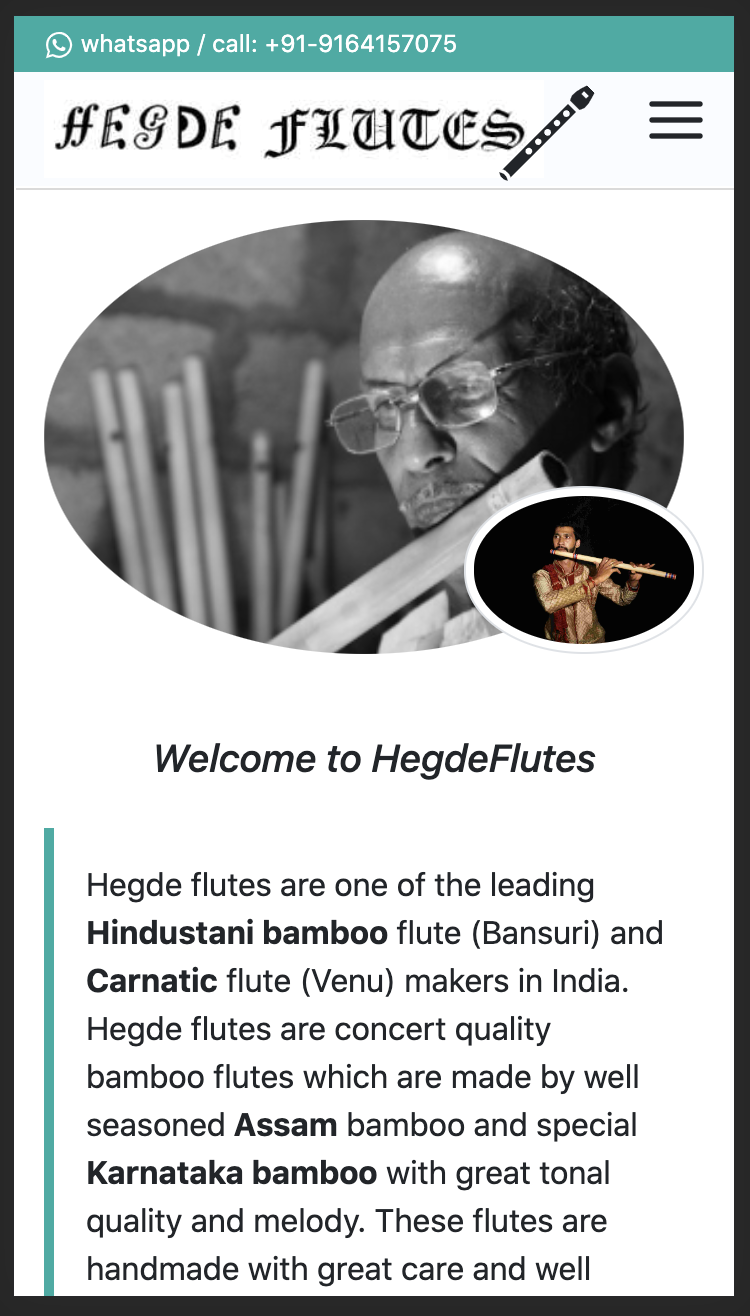 whatsapp / call: +91-9164157075
HEGDE FLUTES
Welcome to HegdeFlutes
Hegde flutes are one of the leading
Hindustani bamboo flute (Bansuri) and
Carnatic flute (Venu) makers in India.
Hegde flutes are concert quality
bamboo flutes which are made by well
seasoned Assam bamboo and special
Karnataka bamboo with great tonal
quality and melody. These flutes are
handmade with great care and well